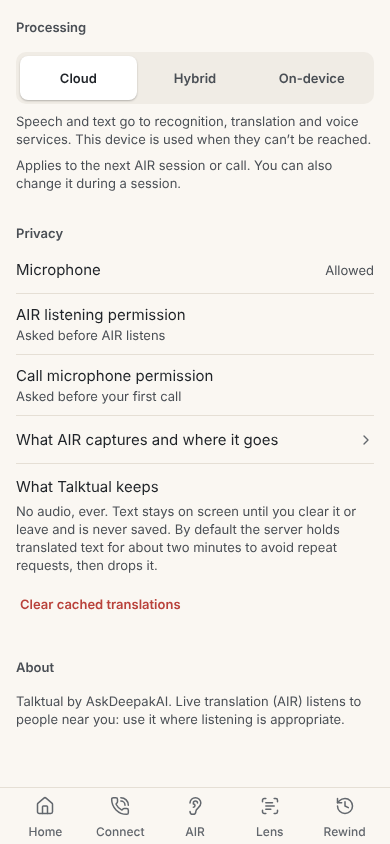 Processing
Cloud
Hybrid
On-device
Speech and text go to recognition, translation and voice
services. This device is used when they can’t be reached.
Applies to the next AIR session or call. You can also
change it during a session.
Privacy
Microphone
Allowed
AIR listening permission
Asked before AIR listens
Call microphone permission
Asked before your first call
What AIR captures and where it goes
What Talktual keeps
No audio, ever. Text stays on screen until you clear it or
leave and is never saved. By default the server holds
translated text for about two minutes to avoid repeat
requests, then drops it.
Clear cached translations
About
Talktual by AskDeepakAI. Live translation (AIR) listens to
people near you: use it where listening is appropriate.
Home
Connect
AIR
Lens
Rewind